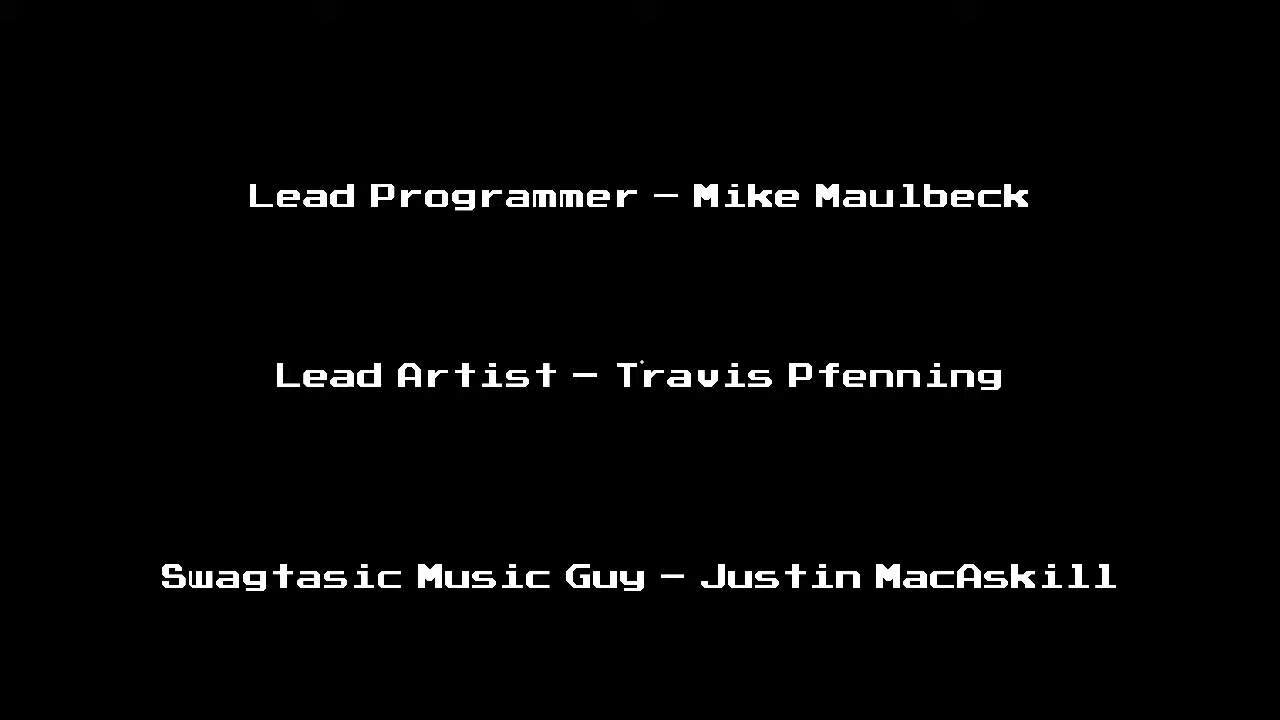 Lead Programmer - Mike Maulbeck
Lead Artist - Travis Pfenning
Swagtasic Music Guy - Justin MacAskill